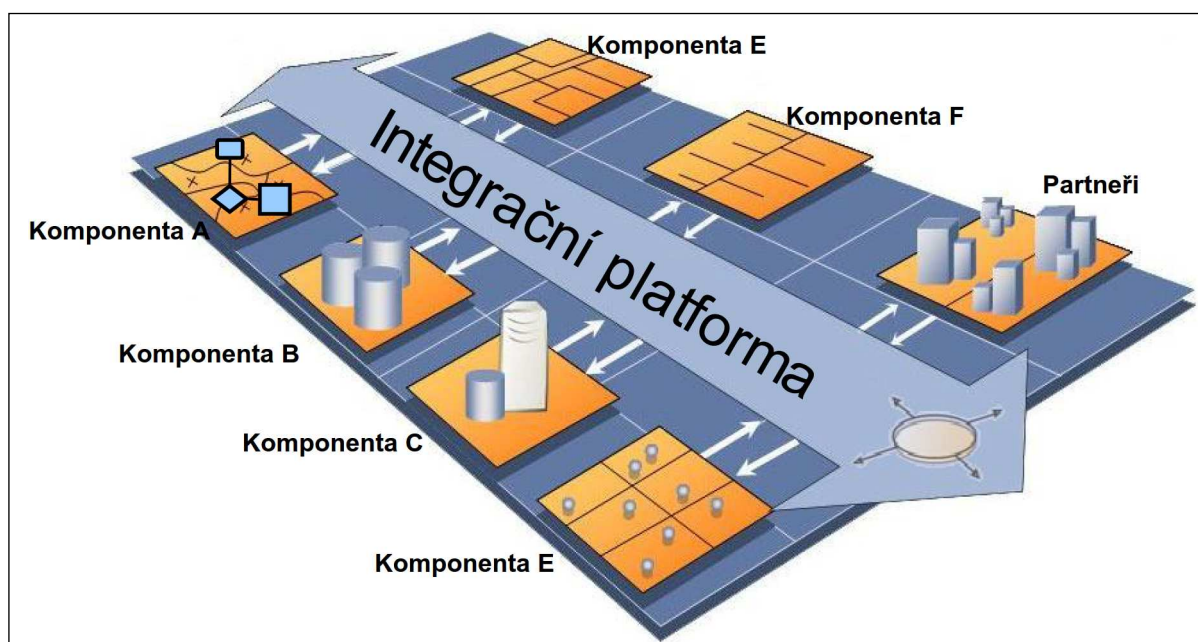 Komponenta E
Komponenta F
Partneři
Integrační platforma
Komponenta A
Komponenta B
Komponenta C
Komponenta E